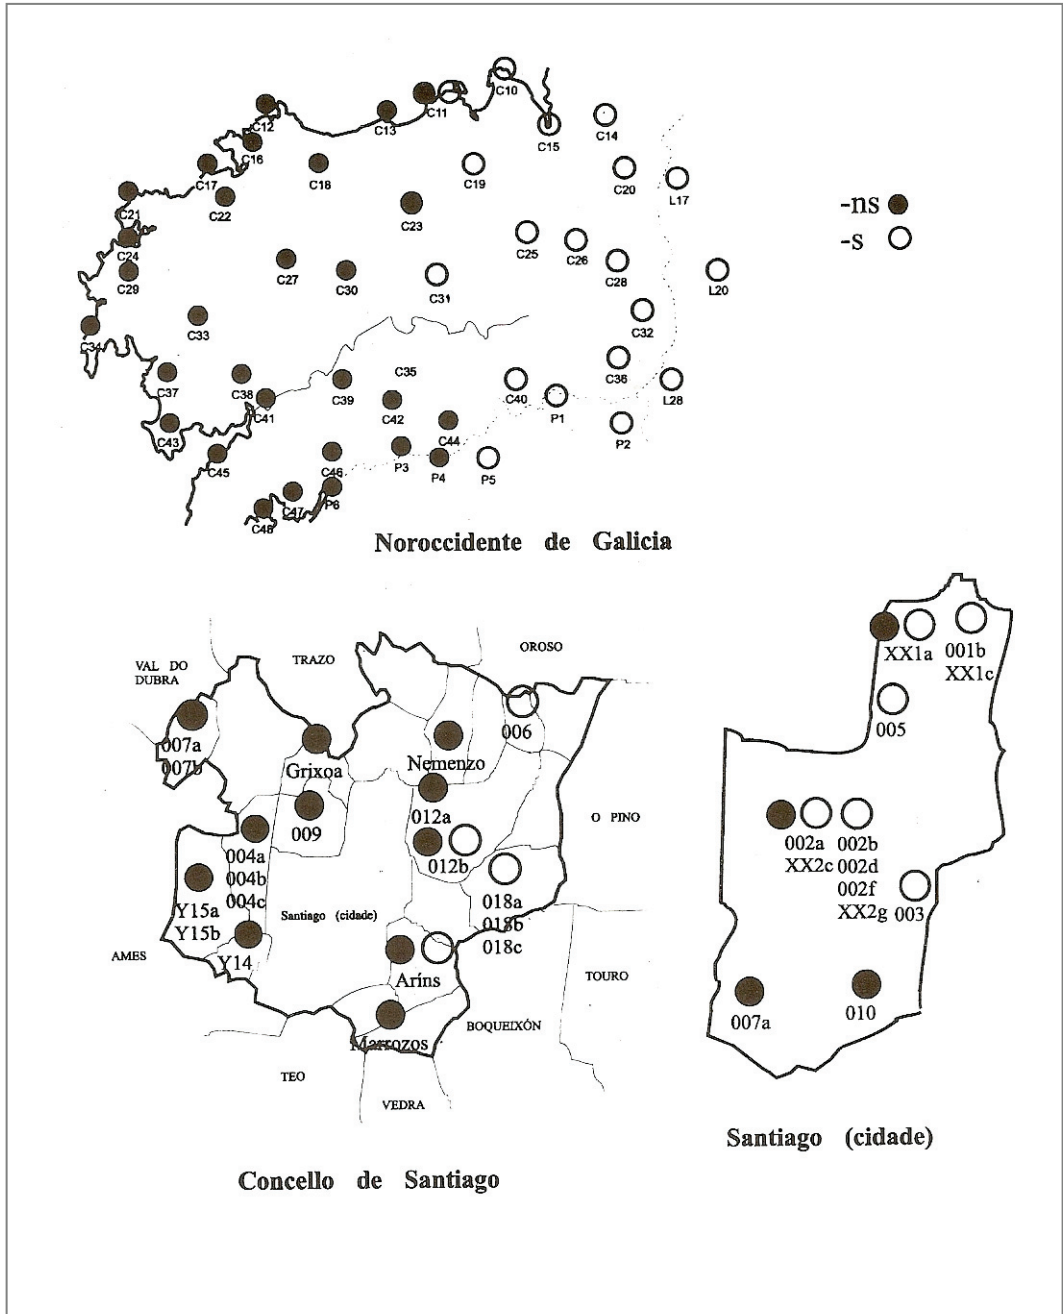 C10
C12
C13
C11
C14
C15
C16
C17
C18
C19
C20
L17
-ns
C21
C22
C23
-s
C24
C25
C26
C28
C29
C27
C30
C31
L20
C32
C33
C34
C35
C36
C37
C38
C39
C40
L28
C41
C42
P1
C43
C44
P2
C45
C46
P3
P4
P5
C47
P6
C48
Noroccidente de Galicia
VAL DO
DUBRA
TRAZO
OROSO
007a
007b
Grixoa
Nemenzo
006
009
012a
O PINO
004a
004b
004c
012b
Y15a
Y15b
Santiago (cidade)
018a
018b
018c
AMES
Y14
Aríns
TOURO
Marrozos
BOQUEIXÓN
TEO
VEDRA
Concello de Santiago
XX1a
001b
XX1c
005
002a
XX2c
002b
002d
002f
XX2g
003
007a
010
Santiago (cidade)